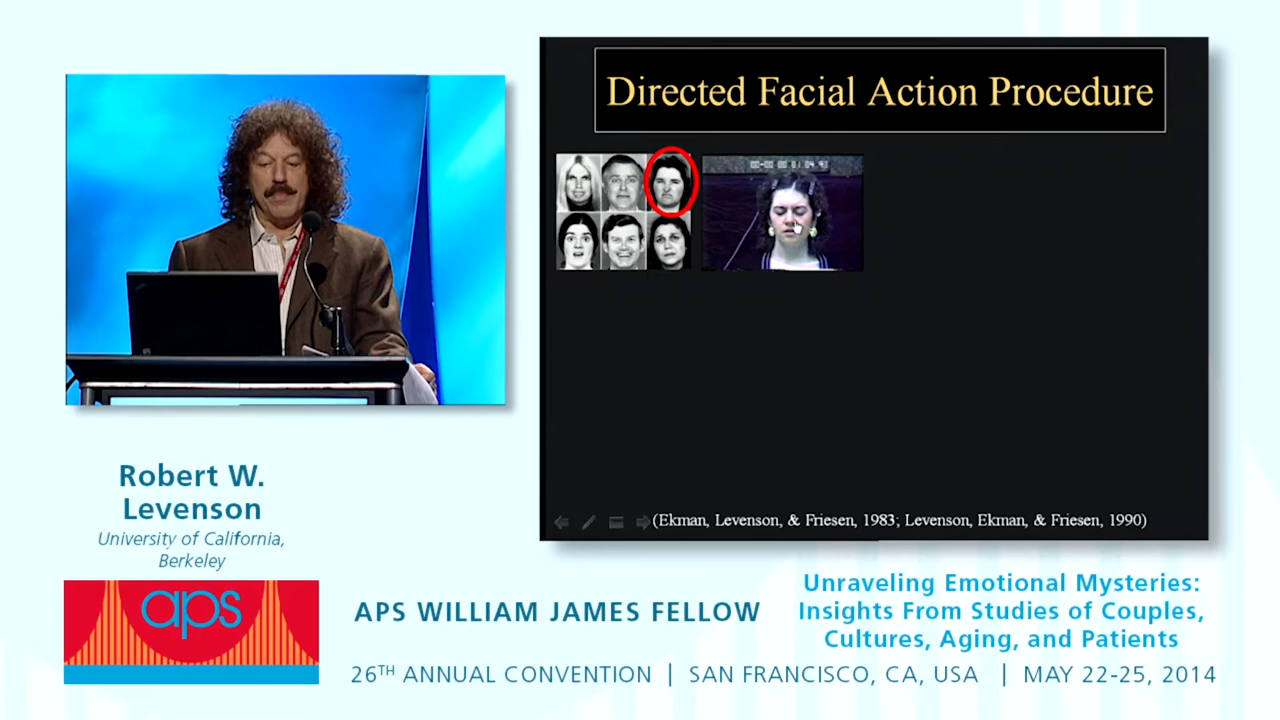 Directed Facial Action Procedure
(Ekman, Levenson, & Friesen, 1983; Levenson, Ekman, & Friesen, 1990)
Robert W.
Levenson
University of California,
Berkeley
aps
APS WILLIAM JAMES FELLOW
Unraveling Emotional Mysteries:
Insights From Studies of Couples,
Cultures, Aging, and Patients
26TH ANNUAL CONVENTION | SAN FRANCISCO, CA, USA | MAY 22-25, 2014